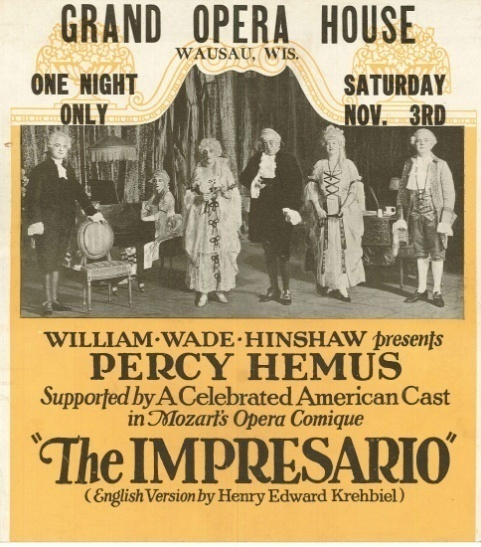 GRAND OPERA HOUSE
WAUSAU, WIS.
ONE NIGHT
ONLY
SATURDAY
NOV. 3RD
WILLIAM·WADE·HINSHAW presents
PERCY HEMUS
Supported by A Celebrated American Cast
in Mozart's Opera Comique
"The IMPRESARIO"
(English Version by Henry Edward Krehbiel)